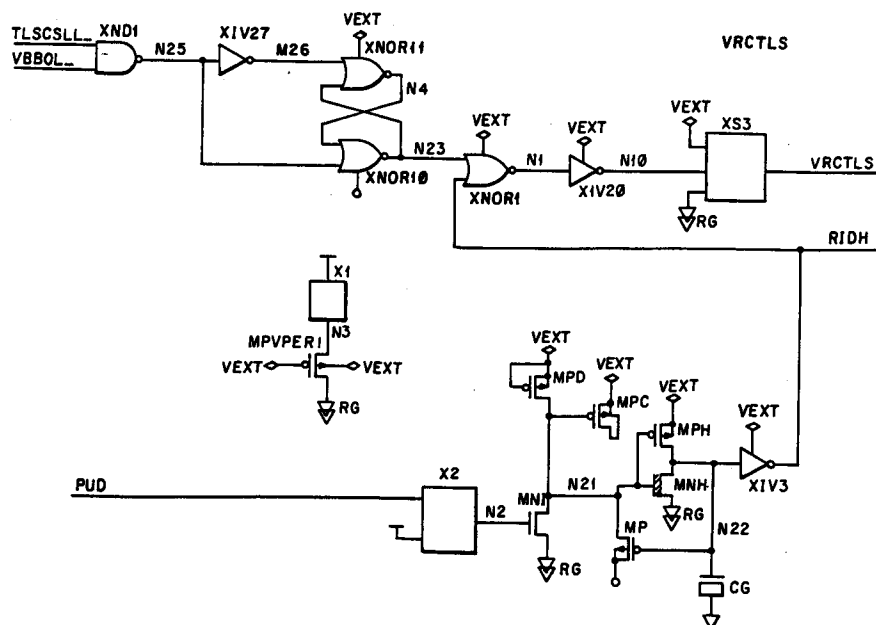 VRCTLS
TLSCSLL_
XND1
VBBOL_
N25
XIV27
M26
VEXT
XNOR11
N4
XNOR10
N23
VEXT
XNOR1
N1
VEXT
XIV20
N10
VEXT
XS3
RG
VRCTLS
RIDH
X1
N3
MPVPER1
VEXT
VEXT
RG
VEXT
MPD
VEXT
MPC
VEXT
MPH
VEXT
XIV3
MNH
RG
N22
PUD
X2
N2
MN1
N21
RG
MP
CG